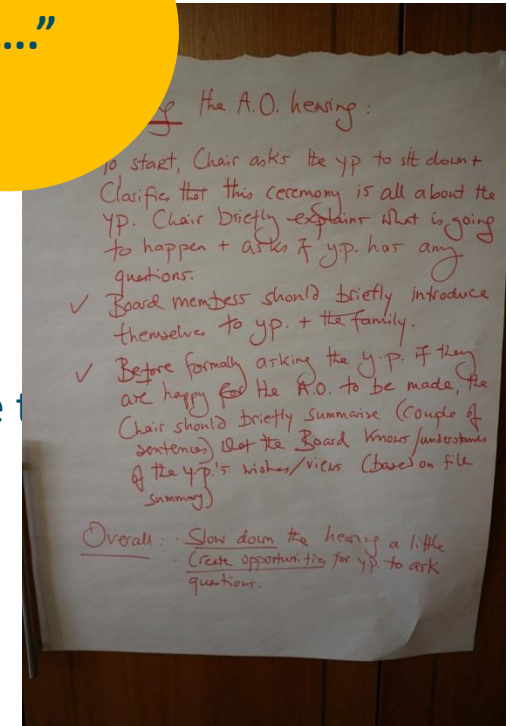 ...."
the A.O. hearing:
To start, Chair asks the yp to sit down +
Clarifies that this ceremony is all about the
yp. Chair briefly explains what is going
to happen + asks if y.p. has any
questions.
✓ Board members should briefly introduce
themselves to yp. + the family.
✓ Before formally asking the y.p. if they
are happy for the A.O. to be made, the
Chair should briefly summarise (couple of
sentences) what the Board knows/understands
of the y.p.'s wishes/views (based on file
summary)
e t
Overall: · Slow down the hearing a little
· Create opportunities for yp. to ask
questions.